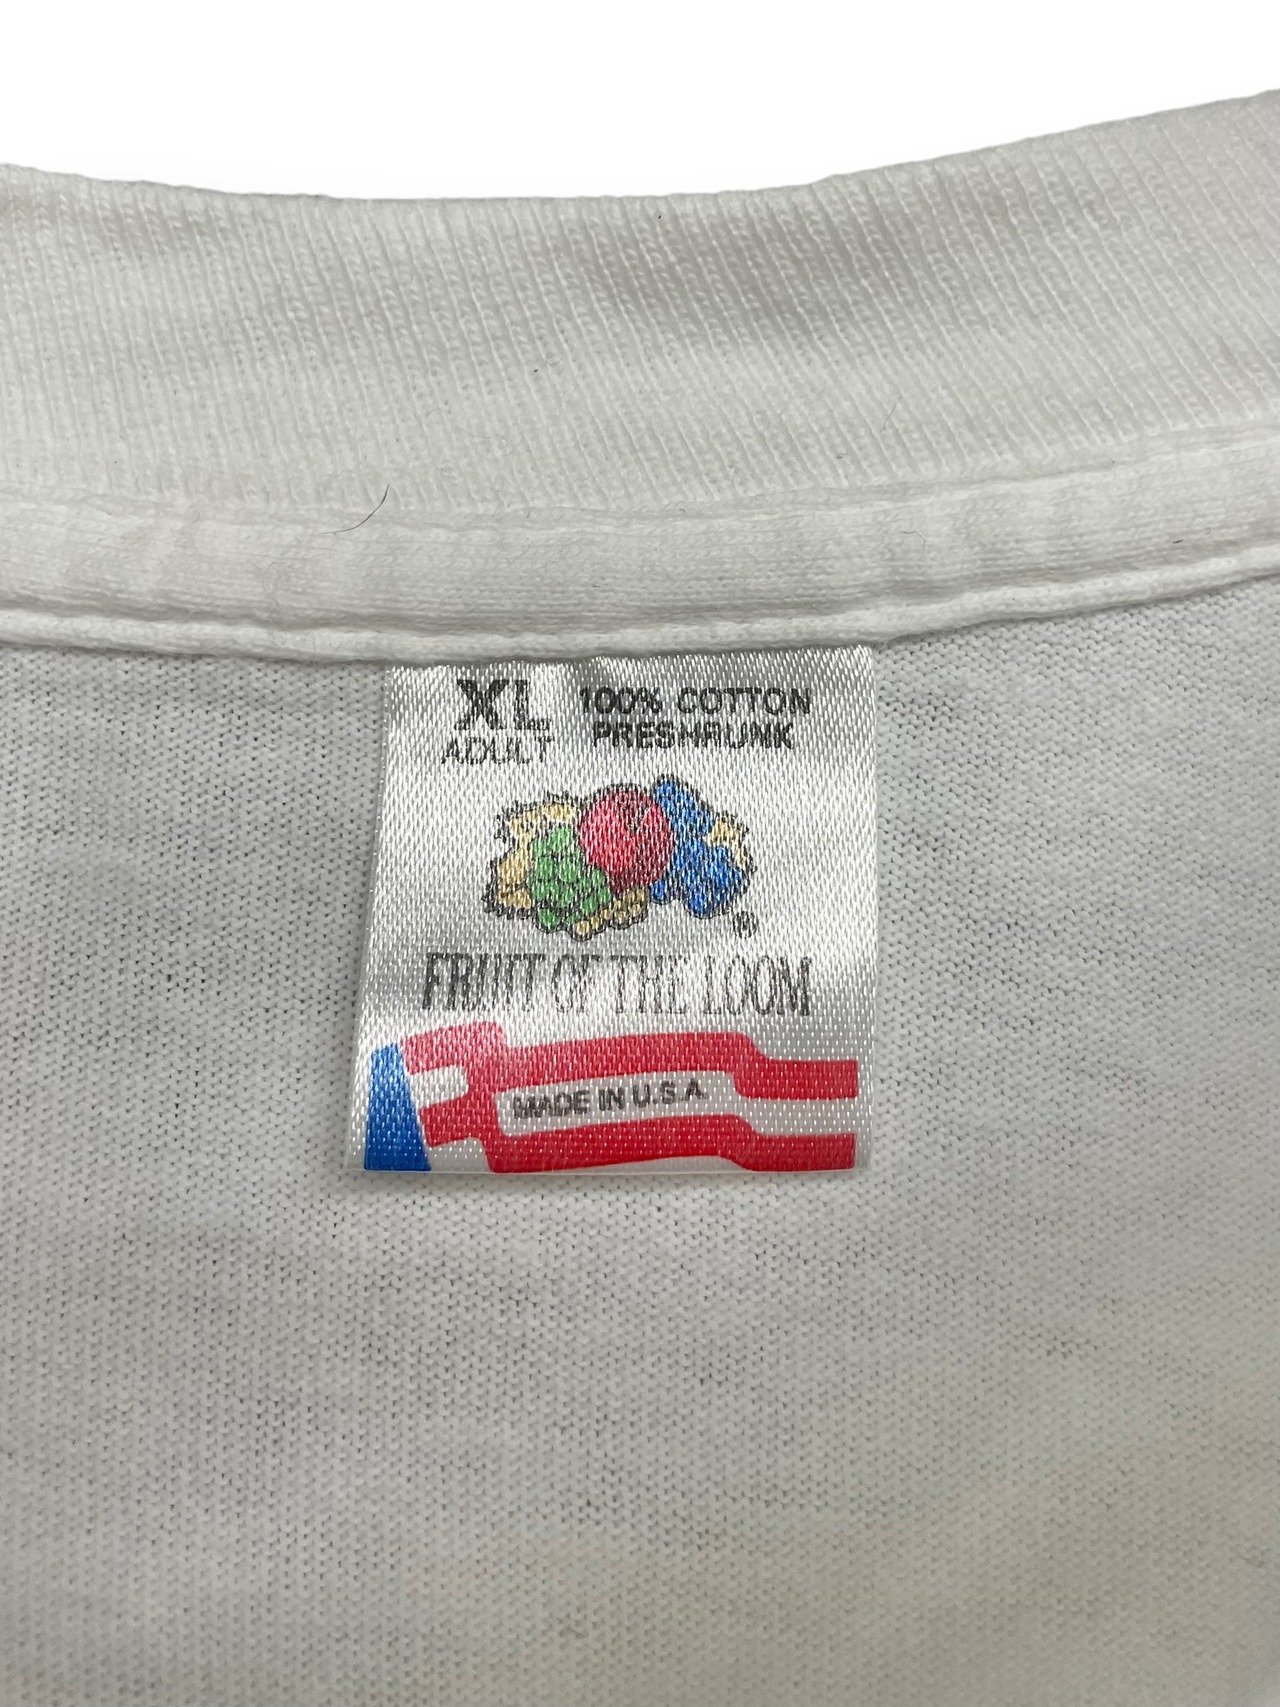 XL
ADULT
100% COTTON
PRESHRUNK
®
FRUIT OF THE LOOM
MADE IN U.S.A.